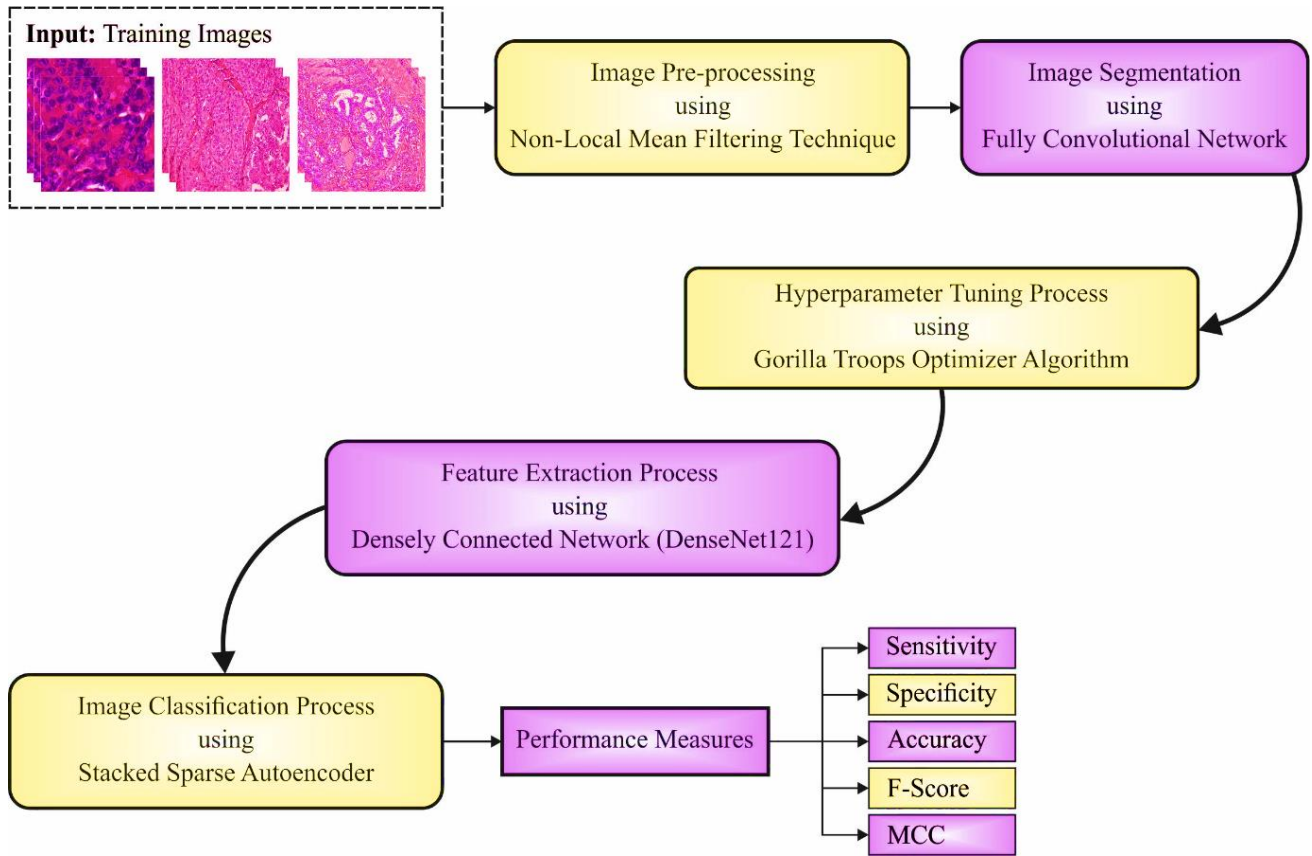 Input: Training Images
Image Pre-processing
using
Non-Local Mean Filtering Technique
Image Segmentation
using
Fully Convolutional Network
Hyperparameter Tuning Process
using
Gorilla Troops Optimizer Algorithm
Feature Extraction Process
using
Densely Connected Network (DenseNet121)
Image Classification Process
using
Stacked Sparse Autoencoder
Performance Measures
Sensitivity
Specificity
Accuracy
F-Score
MCC